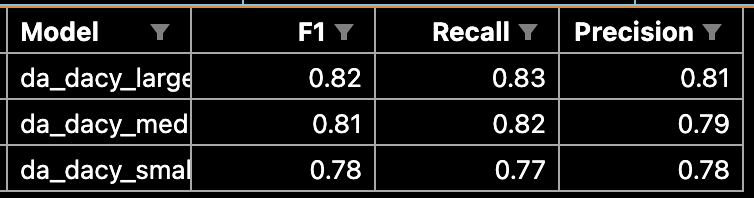 Model F1 Recall Precision
da_dacy_large 0.82 0.83 0.81
da_dacy_med 0.81 0.82 0.79
da_dacy_smal 0.78 0.77 0.78